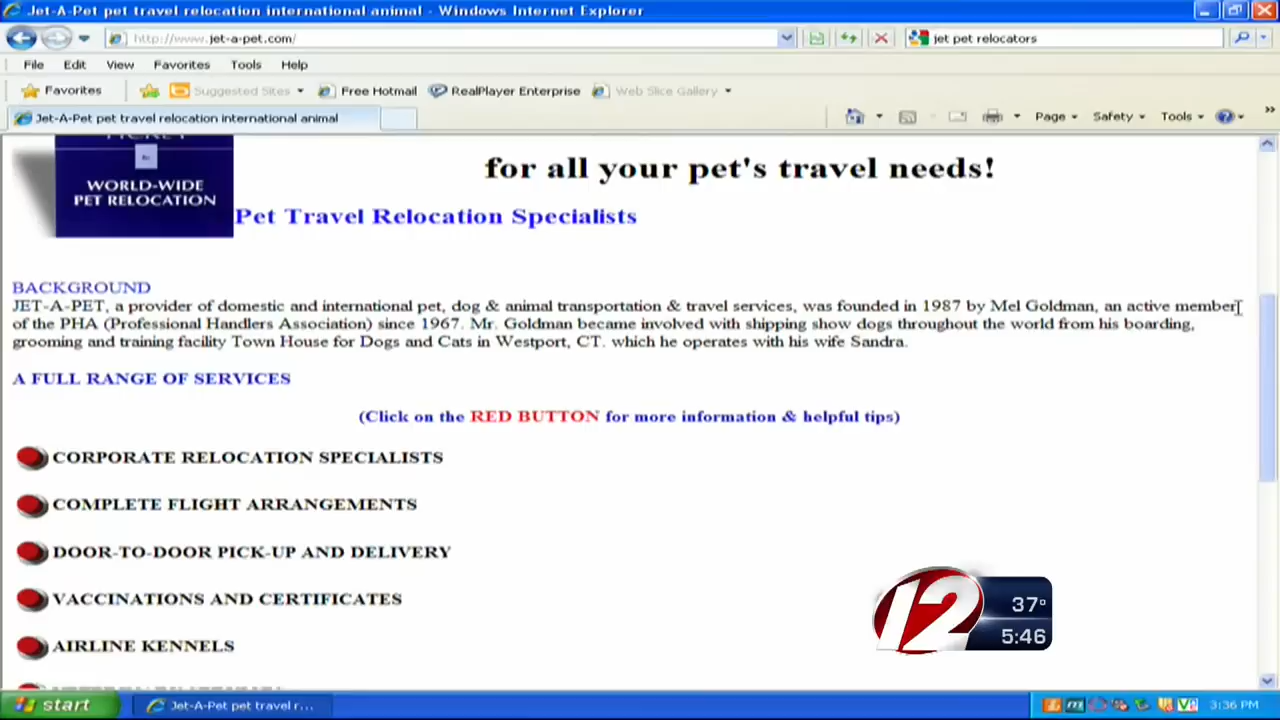 Jet-A-Pet pet travel relocation international animal - Windows Internet Explorer
http://www.jet-a-pet.com/
jet pet relocators
File Edit View Favorites Tools Help
Favorites Suggested Sites Free Hotmail RealPlayer Enterprise Web Slice Gallery
Jet-A-Pet pet travel relocation international animal
Page Safety Tools
WORLD-WIDE
PET RELOCATION
for all your pet's travel needs!
Pet Travel Relocation Specialists
BACKGROUND
JET-A-PET, a provider of domestic and international pet, dog & animal transportation & travel services, was founded in 1987 by Mel Goldman, an active member
of the PHA (Professional Handlers Association) since 1967. Mr. Goldman became involved with shipping show dogs throughout the world from his boarding,
grooming and training facility Town House for Dogs and Cats in Westport, CT. which he operates with his wife Sandra.
A FULL RANGE OF SERVICES
(Click on the RED BUTTON for more information & helpful tips)
CORPORATE RELOCATION SPECIALISTS
COMPLETE FLIGHT ARRANGEMENTS
DOOR-TO-DOOR PICK-UP AND DELIVERY
VACCINATIONS AND CERTIFICATES
AIRLINE KENNELS
12
37°
5:46
start
Jet-A-Pet pet travel r...
3:36 PM